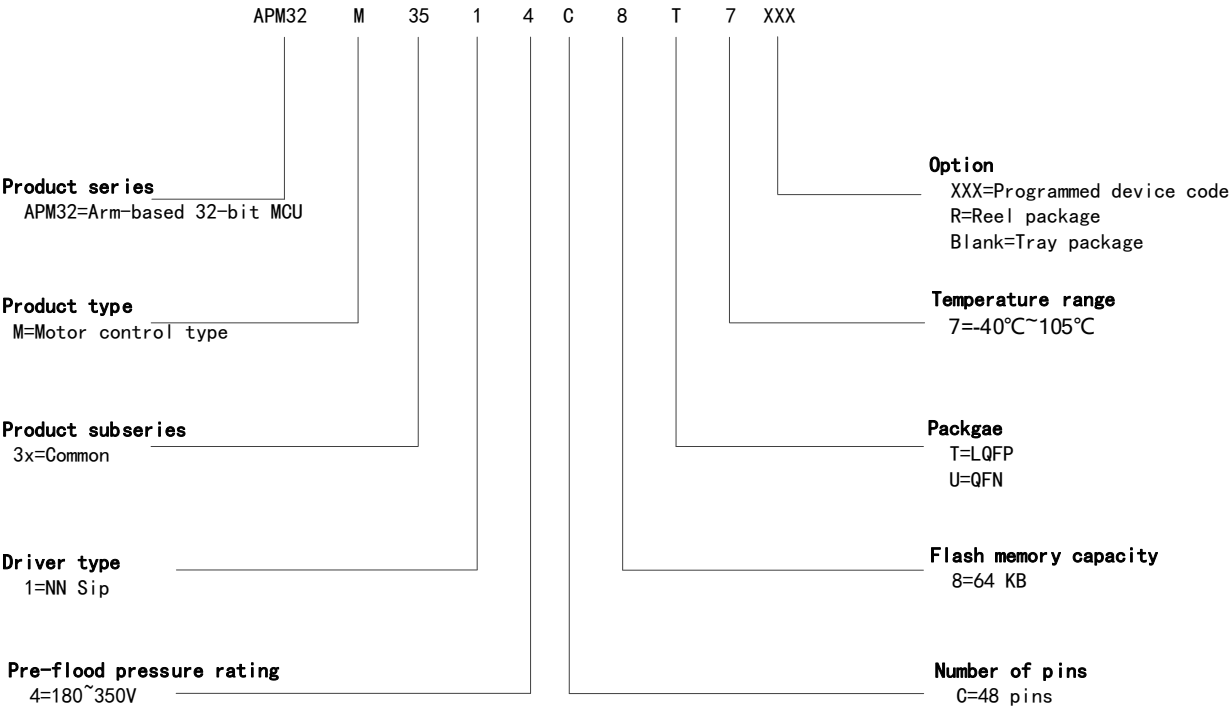 APM32 M 35 1 4 C 8 T 7 XXX
Product series
APM32=Arm-based 32-bit MCU
Product type
M=Motor control type
Product subseries
3x=Common
Driver type
1=NN Sip
Pre-flood pressure rating
4=180~350V
Option
XXX=Programmed device code
R=Reel package
Blank=Tray package
Temperature range
7=-40℃~105℃
Packgae
T=LQFP
U=QFN
Flash memory capacity
8=64 KB
Number of pins
C=48 pins